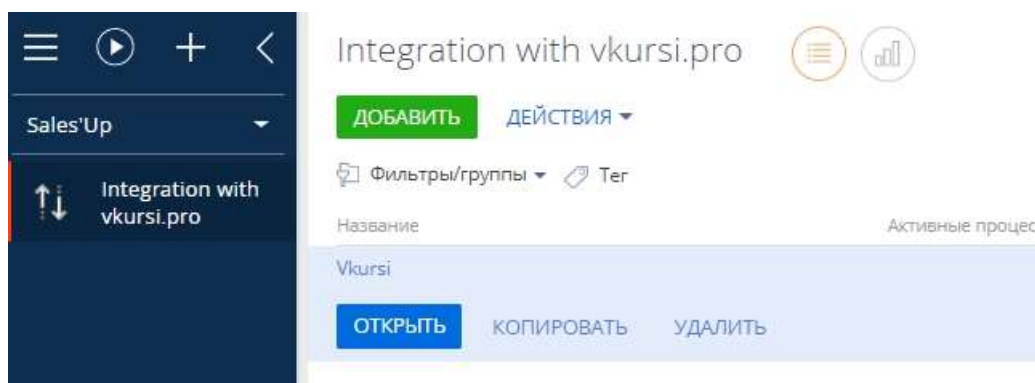 Integration with vkursi.pro
Sales'Up
ДОБАВИТЬ ДЕЙСТВИЯ
Фильтры/группы Тег
Integration with
vkursi.pro
Название Активные процес
Vkursi
ОТКРЫТЬ КОПИРОВАТЬ УДАЛИТЬ